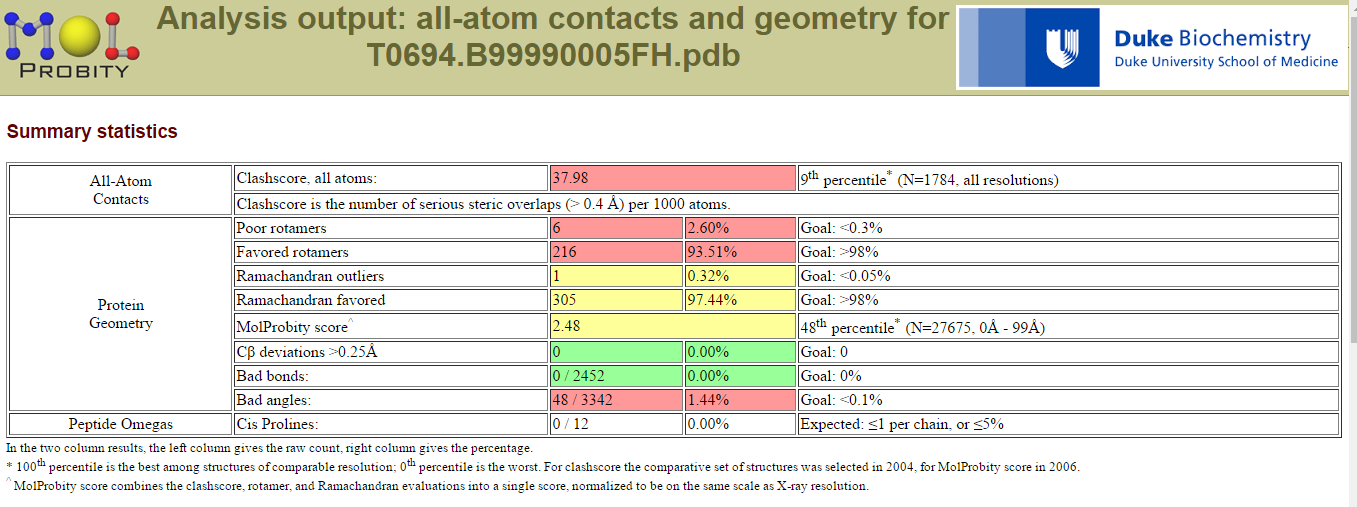 MOL
PROBITY
Analysis output: all-atom contacts and geometry for
T0694.B99990005FH.pdb
Duke Biochemistry
Duke University School of Medicine
Summary statistics
All-Atom
Contacts
Clashscore, all atoms: 37.98 9th percentile* (N=1784, all resolutions)
Clashscore is the number of serious steric overlaps (> 0.4 Å) per 1000 atoms.
Protein
Geometry
Poor rotamers 6 2.60% Goal: <0.3%
Favored rotamers 216 93.51% Goal: >98%
Ramachandran outliers 1 0.32% Goal: <0.05%
Ramachandran favored 305 97.44% Goal: >98%
MolProbity score^ 2.48 48th percentile* (N=27675, 0Å - 99Å)
Cβ deviations >0.25Å 0 0.00% Goal: 0
Bad bonds: 0 / 2452 0.00% Goal: 0%
Bad angles: 48 / 3342 1.44% Goal: <0.1%
Peptide Omegas Cis Prolines: 0 / 12 0.00% Expected: ≤1 per chain, or ≤5%
In the two column results, the left column gives the raw count, right column gives the percentage.
* 100th percentile is the best among structures of comparable resolution; 0th percentile is the worst. For clashscore the comparative set of structures was selected in 2004, for MolProbity score in 2006.
^ MolProbity score combines the clashscore, rotamer, and Ramachandran evaluations into a single score, normalized to be on the same scale as X-ray resolution.